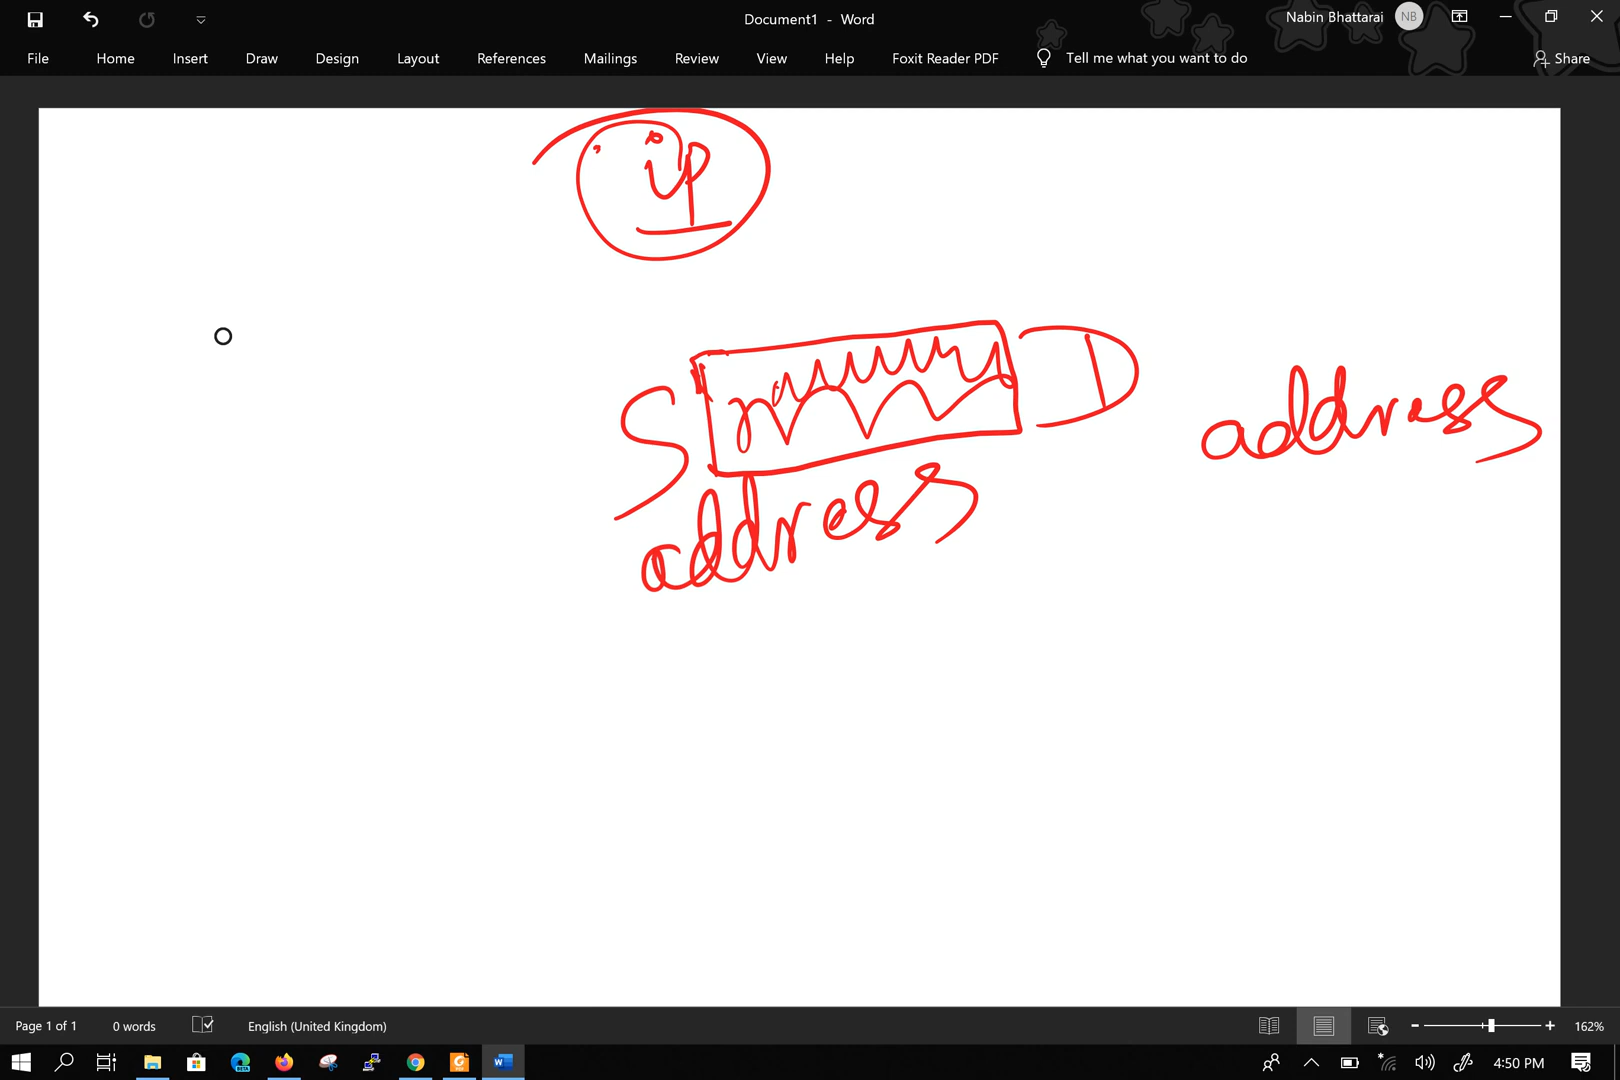 Document1 - Word
Nabin Bhattarai NB
File Home Insert Draw Design Layout References Mailings Review View Help Foxit Reader PDF Tell me what you want to do Share
ip
S D address
address
Page 1 of 1 0 words English (United Kingdom) 162%
BETA 4:50 PM